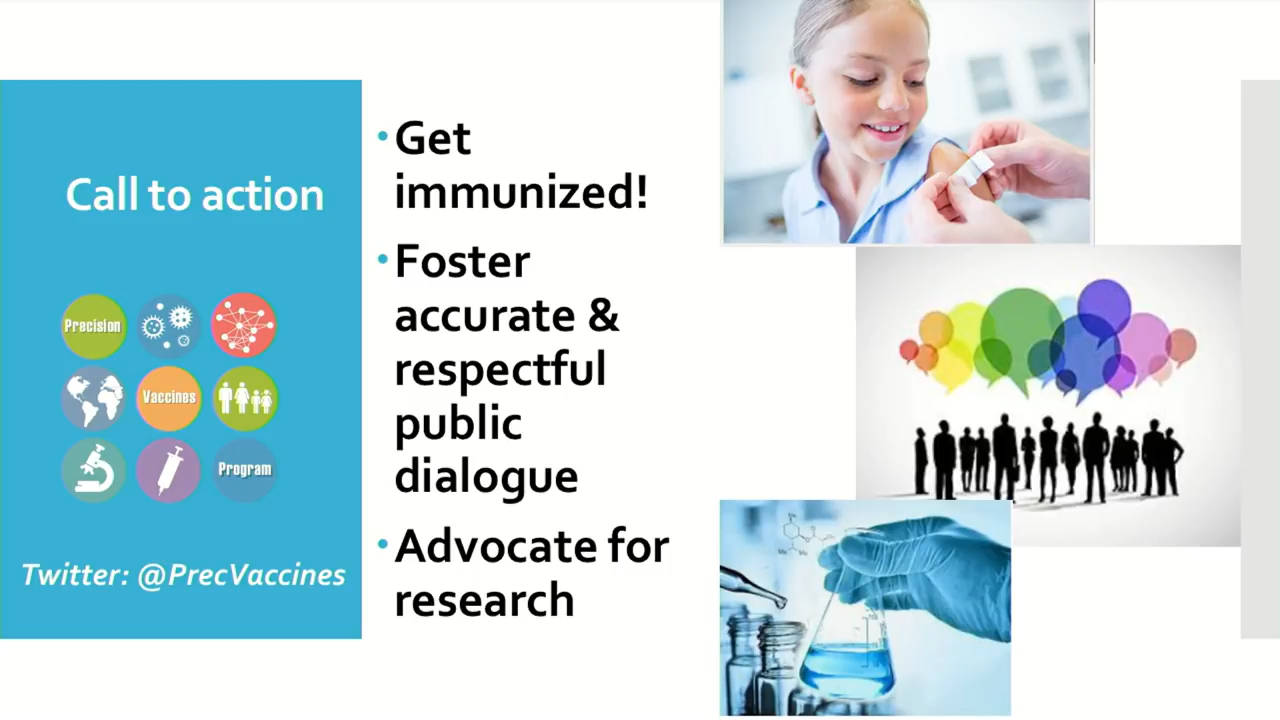 Call to action
Precision
Vaccines
Program
Twitter: @PrecVaccines
Get
immunized!
Foster
accurate &
respectful
public
dialogue
Advocate for
research